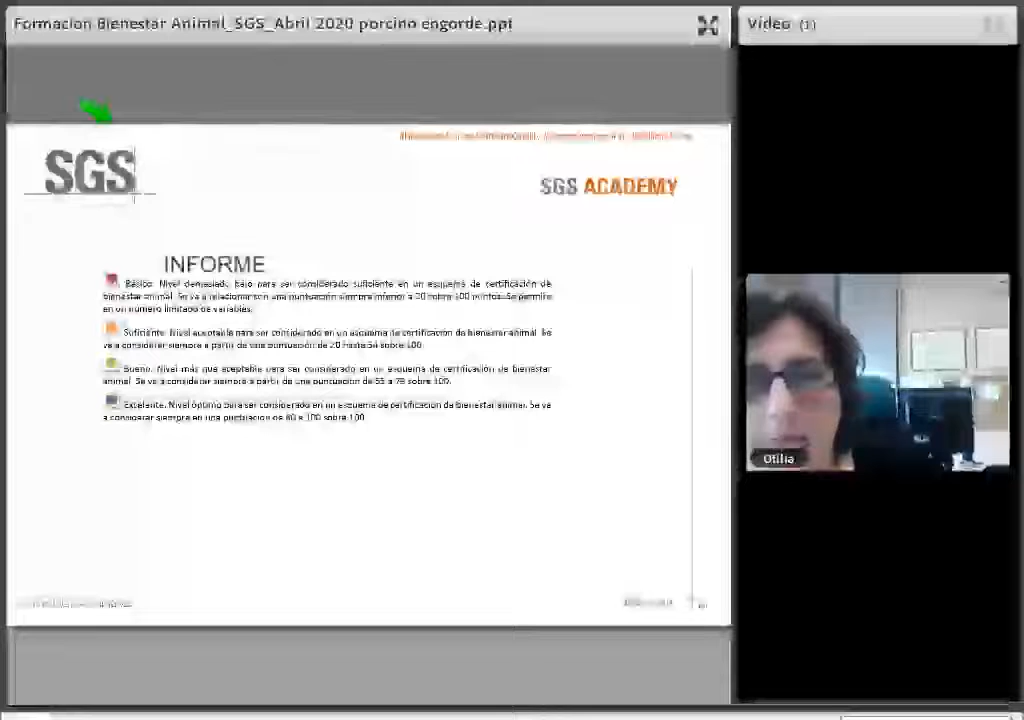 Formacion Bienestar Animal_SGS_Abril 2020 porcino engorde.ppt
Vídeo (1)
SGS
SGS ACADEMY
INFORME
Básico. Nivel demasiado bajo para ser considerado suficiente en un esquema de certificación de
bienestar animal. Se va a relacionar con una puntuación siempre inferior a 20 sobre 100 puntos. Se permite
en un número limitado de variables.
Suficiente. Nivel aceptable para ser considerado en un esquema de certificación de bienestar animal. Se
va a considerar siempre a partir de una puntuación de 20 hasta 54 sobre 100.
Bueno. Nivel más que aceptable para ser considerado en un esquema de certificación de bienestar
animal. Se va a considerar siempre a partir de una puntuación de 55 a 79 sobre 100.
Excelente. Nivel óptimo para ser considerado en un esquema de certificación de bienestar animal. Se va
a considerar siempre en una puntuación de 80 a 100 sobre 100
Otilia